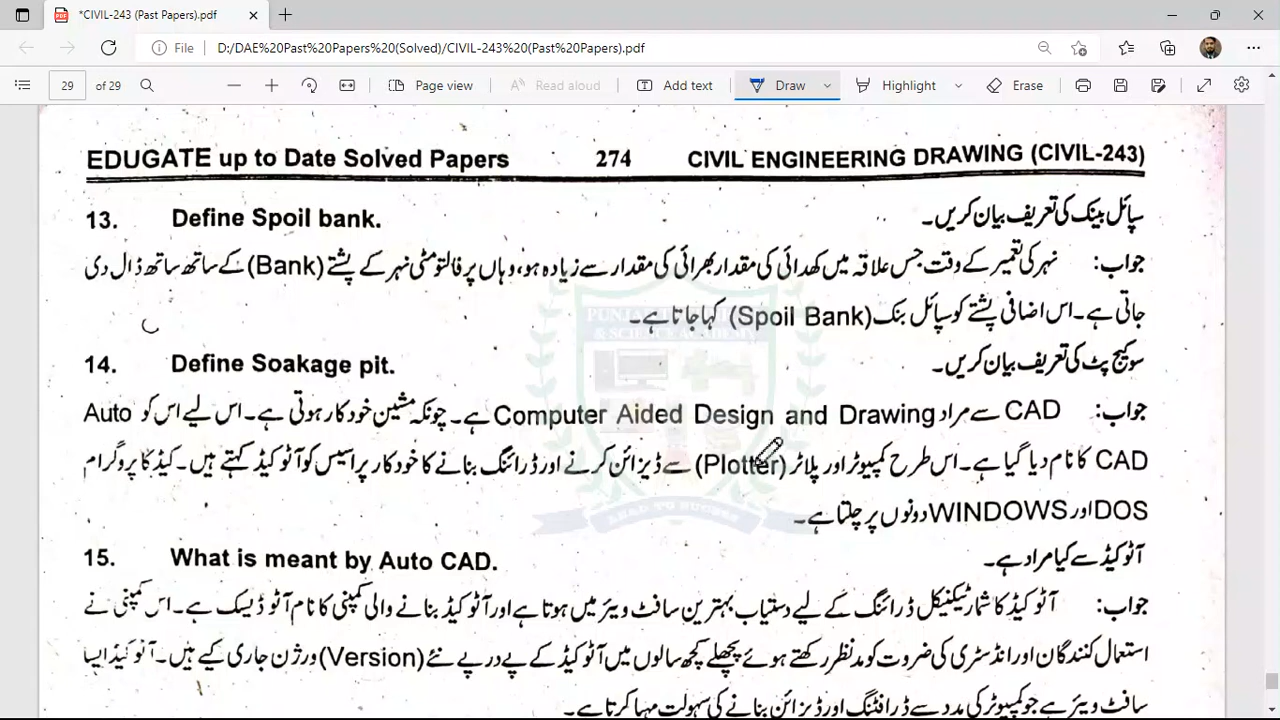 *CIVIL-243 (Past Papers).pdf
File D:/DAE%20Past%20Papers%20(Solved)/CIVIL-243%20(Past%20Papers).pdf
29 of 29 Page view Read aloud Add text Draw Highlight Erase
EDUGATE up to Date Solved Papers 274 CIVIL ENGINEERING DRAWING (CIVIL-243)
13. Define Spoil bank. سپائل بینک کی تعریف بیان کریں۔
جواب: نہر کی تعمیر کے وقت جس علاقہ میں کھدائی کی مقدار بھرائی کی مقدار سے زیادہ ہو، وہاں پر فالتو مٹی نہر کے پشتے (Bank) کے ساتھ ساتھ ڈال دی
جاتی ہے۔ اس اضافی پشتے کو سپائل بنک (Spoil Bank) کہا جاتا ہے۔
14. Define Soakage pit. سوکیج پٹ کی تعریف بیان کریں۔
جواب: CAD سے مراد Computer Aided Design and Drawing ہے۔ چونکہ مشین خودکار ہوتی ہے۔ اس لیے اس کو Auto
CAD کا نام دیا گیا ہے۔ اس طرح کمپیوٹر اور پلاٹر (Plotter) سے ڈیزائن کرنے اور ڈرائنگ بنانے کا خودکار پراسیس کو آٹو کیڈ کہتے ہیں۔ کیڈ کا پروگرام
DOS اور WINDOWS دونوں پر چلتا ہے۔
15. What is meant by Auto CAD. آٹو کیڈ سے کیا مراد ہے۔
جواب: آٹو کیڈ کا شمار ٹیکنیکل ڈرائنگ کے لیے دستیاب بہترین سافٹ ویئر میں ہوتا ہے اور آٹو کیڈ بنانے والی کمپنی کا نام آٹو ڈیسک ہے۔ اس کمپنی نے
استعمال کنندگان اور انڈسٹری کی ضرورت کو مدنظر رکھتے ہوئے پچھلے کچھ سالوں میں آٹو کیڈ کے پے در پے نئے (Version) ورژن جاری کیے ہیں۔ آٹو کیڈ ایسا
سافٹ ویئر ہے جو کمپیوٹر کی مدد سے ڈرافٹنگ اور ڈیزائن بنانے کی سہولت مہیا کرتا ہے۔